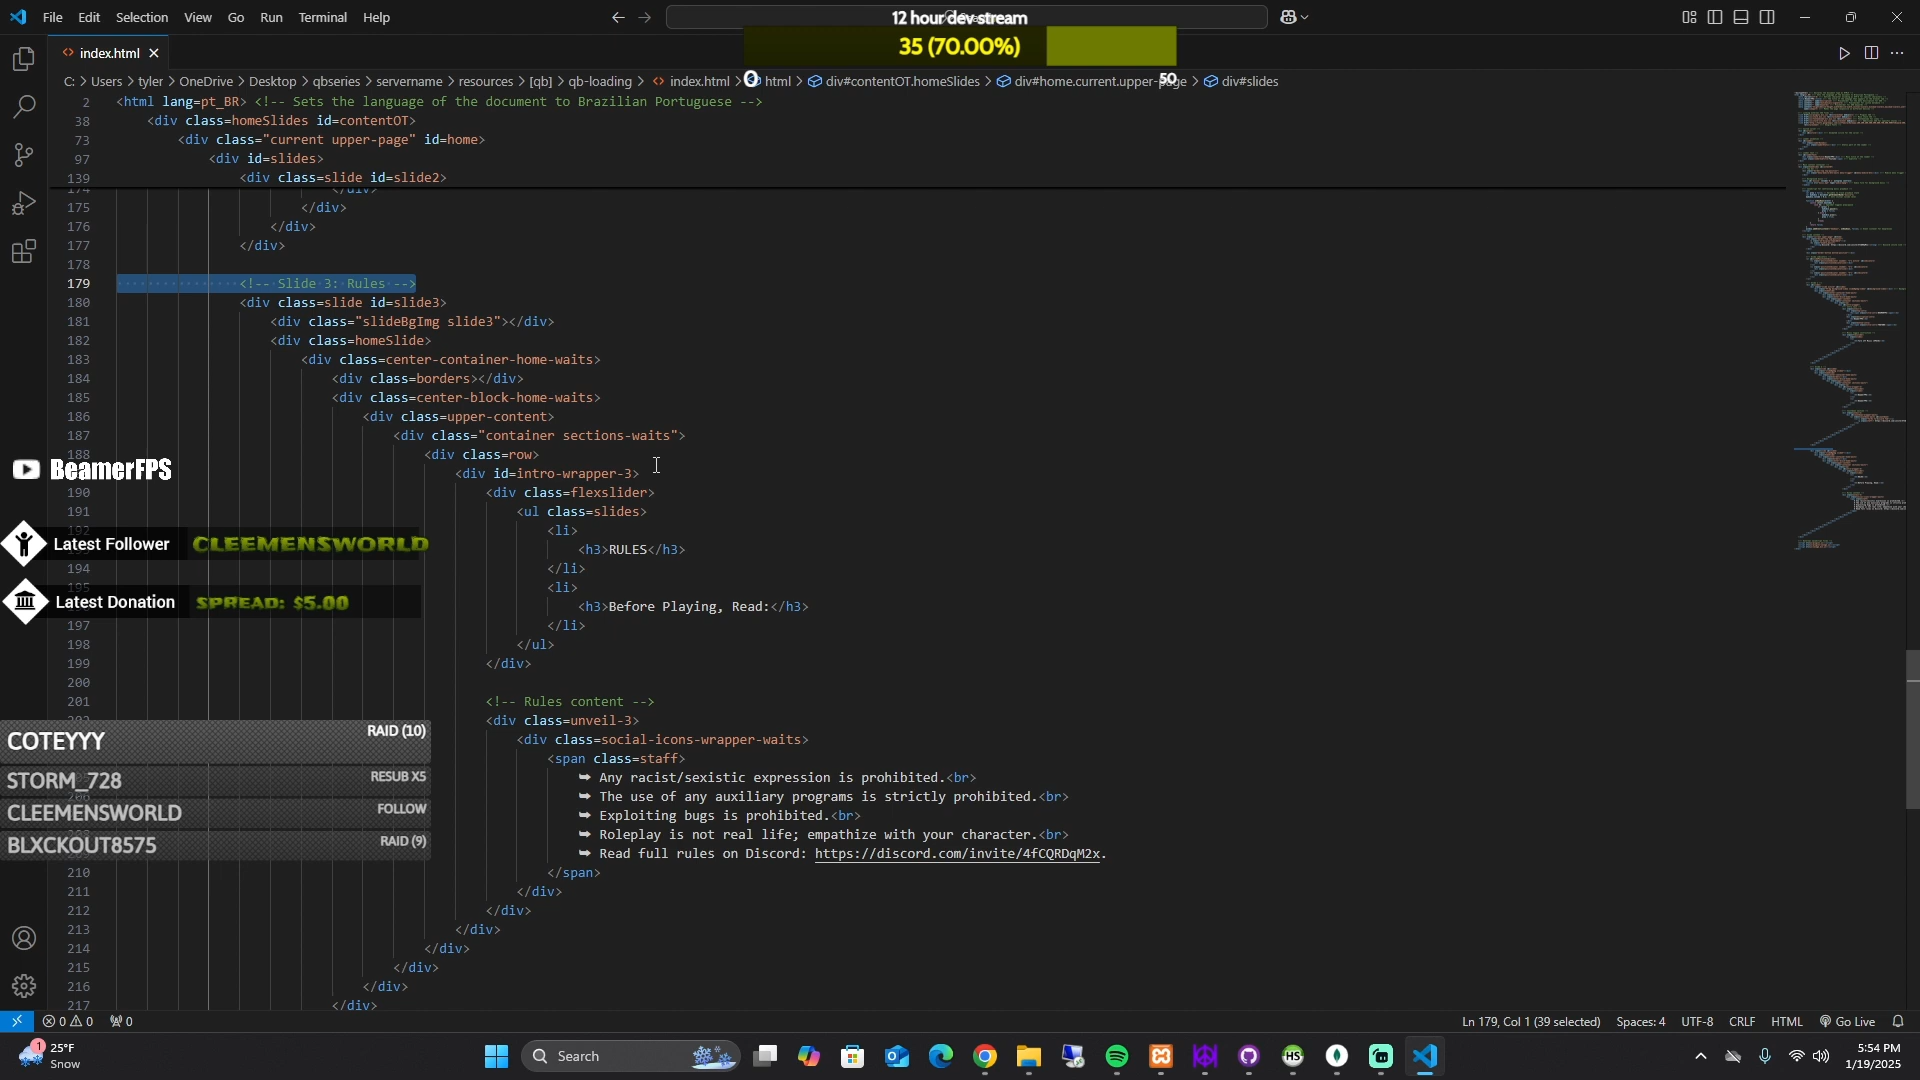 File Edit Selection View Go Run Terminal Help
12 hour dev stream
35 (70.00%)
0
50
index.html
C: > Users > tyler > OneDrive > Desktop > qbseries > servername > resources > [qb] > qb-loading > index.html > html > div#contentOT.homeSlides > div#home.current.upper-page > div#slides
2 <html lang=pt_BR> <!-- Sets the language of the document to Brazilian Portuguese -->
38 <div class=homeSlides id=contentOT>
73 <div class="current upper-page" id=home>
97 <div id=slides>
139 <div class=slide id=slide2>
174 </div>
175 </div>
176 </div>
177 </div>
178
179 <!-- Slide 3: Rules -->
180 <div class=slide id=slide3>
181 <div class="slideBgImg slide3"></div>
182 <div class=homeSlide>
183 <div class=center-container-home-waits>
184 <div class=borders></div>
185 <div class=center-block-home-waits>
186 <div class=upper-content>
187 <div class="container sections-waits">
188 <div class=row>
<div id=intro-wrapper-3>
190 <div class=flexslider>
191 <ul class=slides>
192 <li>
<h3>RULES</h3>
194 </li>
195 <li>
<h3>Before Playing, Read:</h3>
197 </li>
198 </ul>
199 </div>
200
201 <!-- Rules content -->
<div class=unveil-3>
<div class=social-icons-wrapper-waits>
<span class=staff>
➥ Any racist/sexistic expression is prohibited.<br>
➥ The use of any auxiliary programs is strictly prohibited.<br>
➥ Exploiting bugs is prohibited.<br>
➥ Roleplay is not real life; empathize with your character.<br>
➥ Read full rules on Discord: https://discord.com/invite/4fCQRDqM2x.
210 </span>
211 </div>
212 </div>
213 </div>
214 </div>
215 </div>
216 </div>
217 </div>
BeamerFPS
Latest Follower CLEEMENSWORLD
Latest Donation SPREAD: $5.00
COTEYYY RAID (10)
STORM_728 RESUB X5
CLEEMENSWORLD FOLLOW
BLXCKOUT8575 RAID (9)
0 0 0
Ln 179, Col 1 (39 selected) Spaces: 4 UTF-8 CRLF HTML Go Live
1
25°F
Snow
Search
HS
5:54 PM
1/19/2025